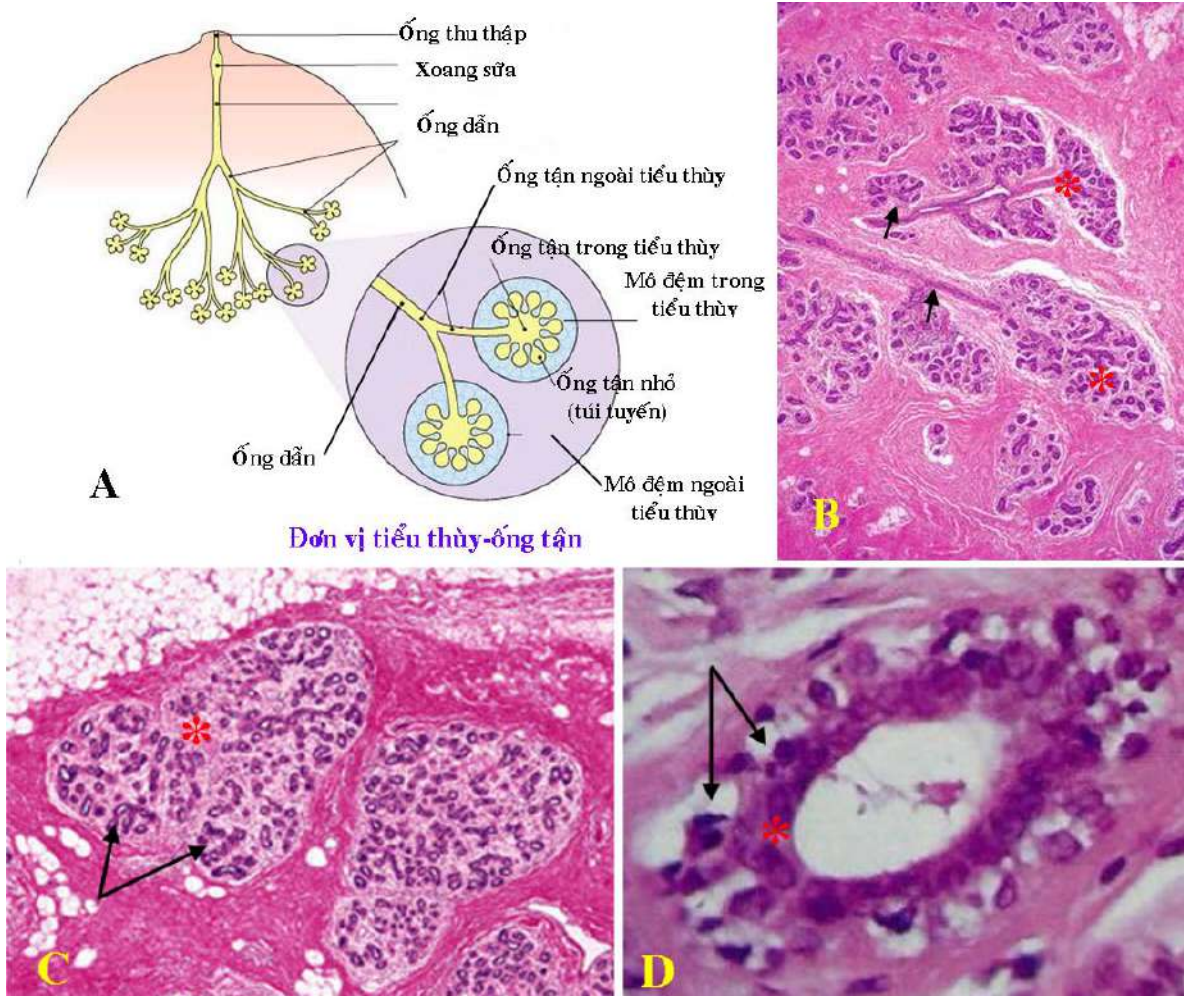 Ống thu thập
Xoang sữa
Ống dẫn
Ống tận ngoài tiểu thùy
Ống tận trong tiểu thùy
Mô đệm trong
tiểu thùy
Ống tận nhỏ
(túi tuyến)
Ống dẫn
Mô đệm ngoài
tiểu thùy
A
Đơn vị tiểu thùy-ống tận
B
C
D